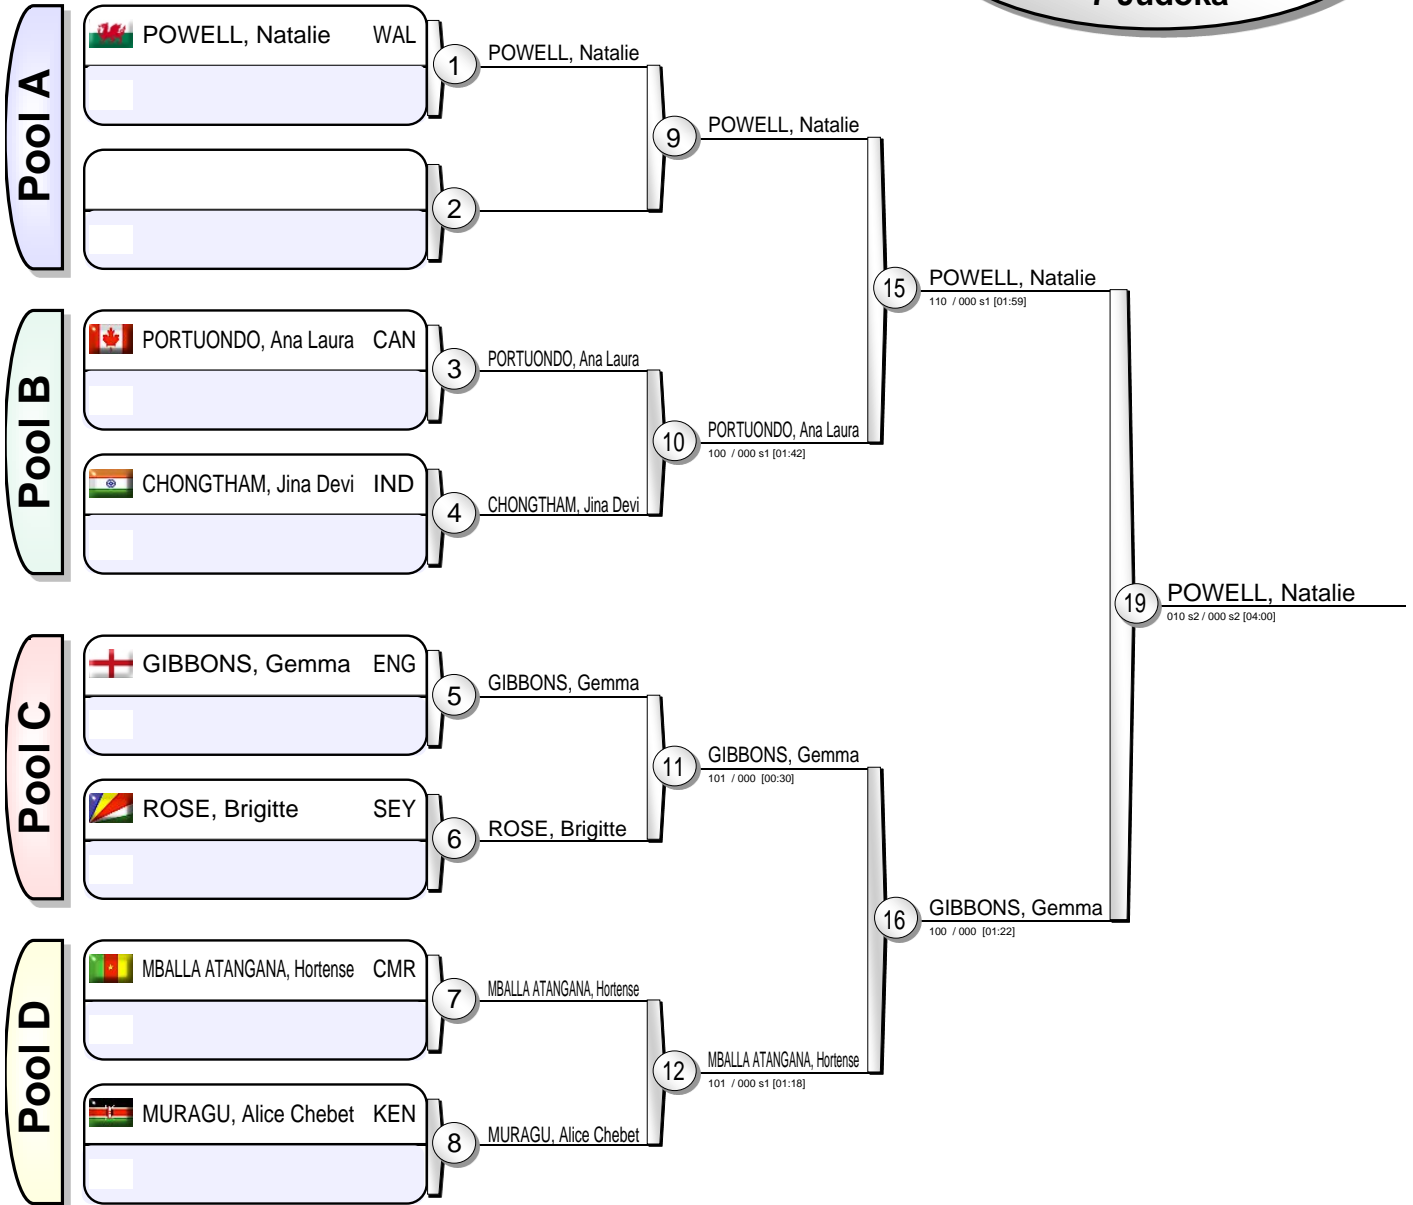 7 Judoka
Pool A
POWELL, Natalie WAL
1
POWELL, Natalie
2
9
POWELL, Natalie
Pool B
PORTUONDO, Ana Laura CAN
3
PORTUONDO, Ana Laura
CHONGTHAM, Jina Devi IND
4
CHONGTHAM, Jina Devi
10
PORTUONDO, Ana Laura
100 / 000 s1 [01:42]
15
POWELL, Natalie
110 / 000 s1 [01:59]
Pool C
GIBBONS, Gemma ENG
5
GIBBONS, Gemma
ROSE, Brigitte SEY
6
ROSE, Brigitte
11
GIBBONS, Gemma
101 / 000 [00:30]
Pool D
MBALLA ATANGANA, Hortense CMR
7
MBALLA ATANGANA, Hortense
MURAGU, Alice Chebet KEN
8
MURAGU, Alice Chebet
12
MBALLA ATANGANA, Hortense
101 / 000 s1 [01:18]
16
GIBBONS, Gemma
100 / 000 [01:22]
19
POWELL, Natalie
010 s2 / 000 s2 [04:00]